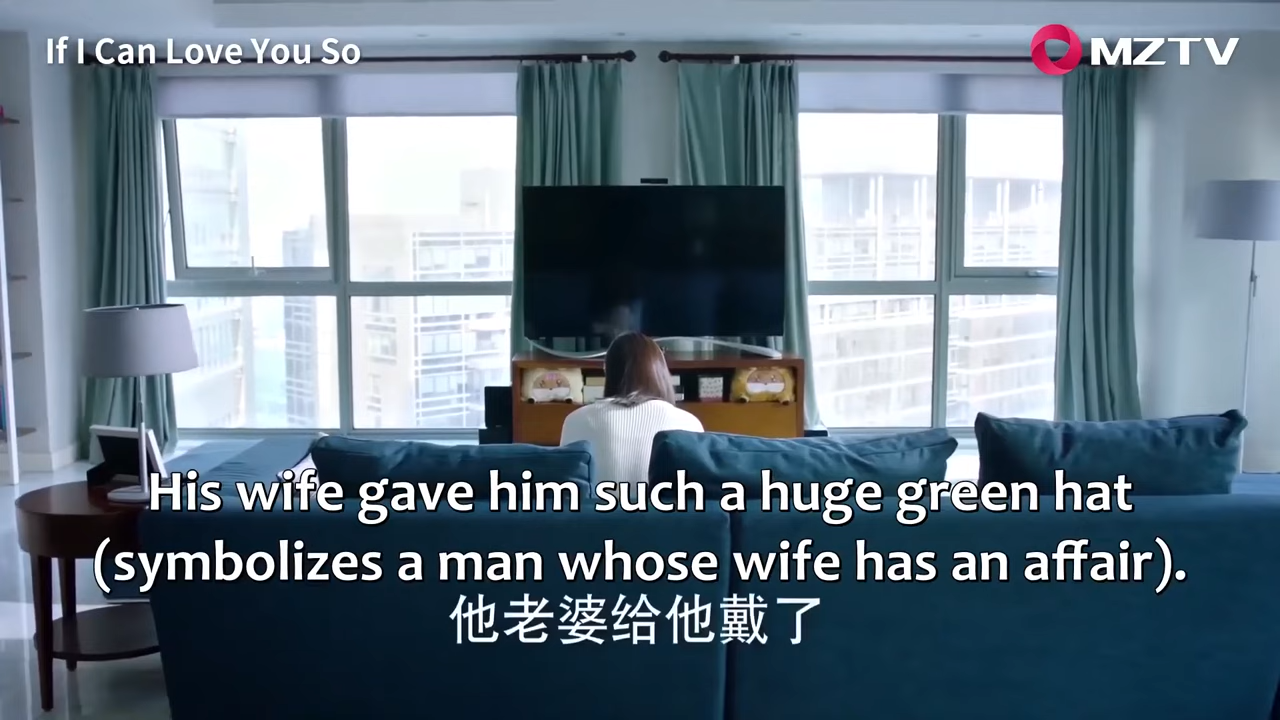 If I Can Love You So
MZTV
His wife gave him such a huge green hat
(symbolizes a man whose wife has an affair).
他老婆给他戴了